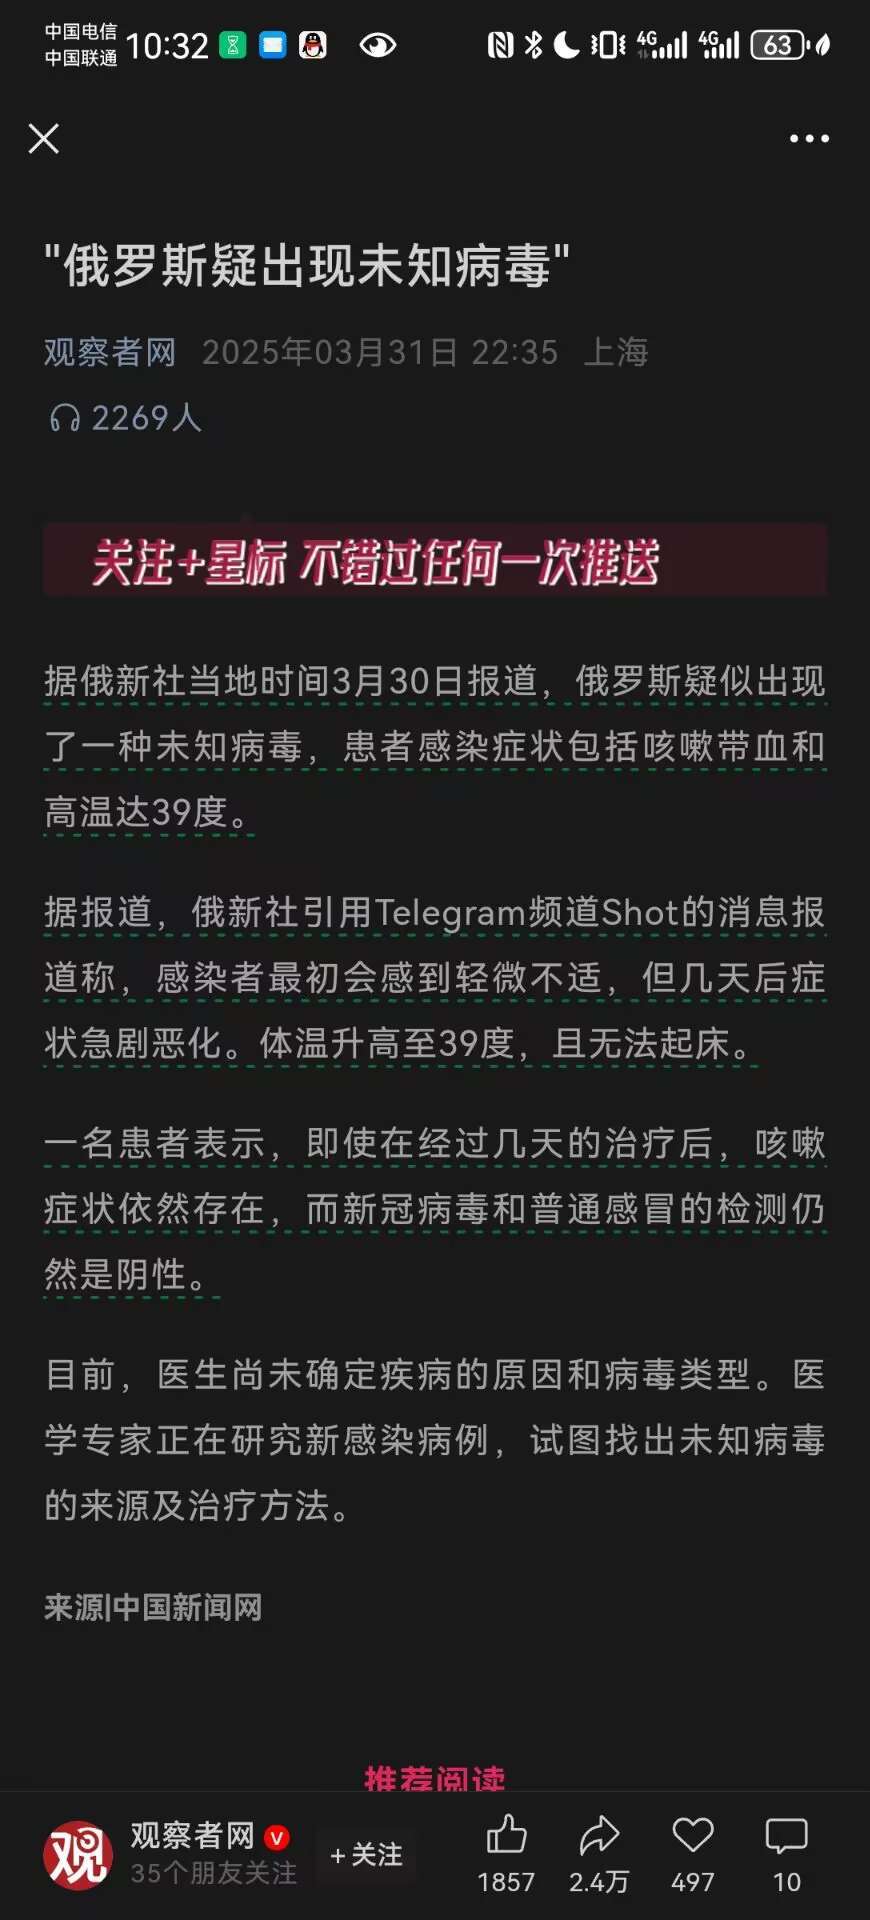 中国电信
中国联通
10:32
4G
4G
63
"俄罗斯疑出现未知病毒"
观察者网 2025年03月31日 22:35 上海
2269人
关注+星标 不错过任何一次推送
据俄新社当地时间3月30日报道，俄罗斯疑似出现
了一种未知病毒，患者感染症状包括咳嗽带血和
高温达39度。
据报道，俄新社引用Telegram频道Shot的消息报
道称，感染者最初会感到轻微不适，但几天后症
状急剧恶化。体温升高至39度，且无法起床。
一名患者表示，即使在经过几天的治疗后，咳嗽
症状依然存在，而新冠病毒和普通感冒的检测仍
然是阴性。
目前，医生尚未确定疾病的原因和病毒类型。医
学专家正在研究新感染病例，试图找出未知病毒
的来源及治疗方法。
来源|中国新闻网
推荐阅读
观
观察者网 V
35个朋友关注
+关注
1857
2.4万
497
10